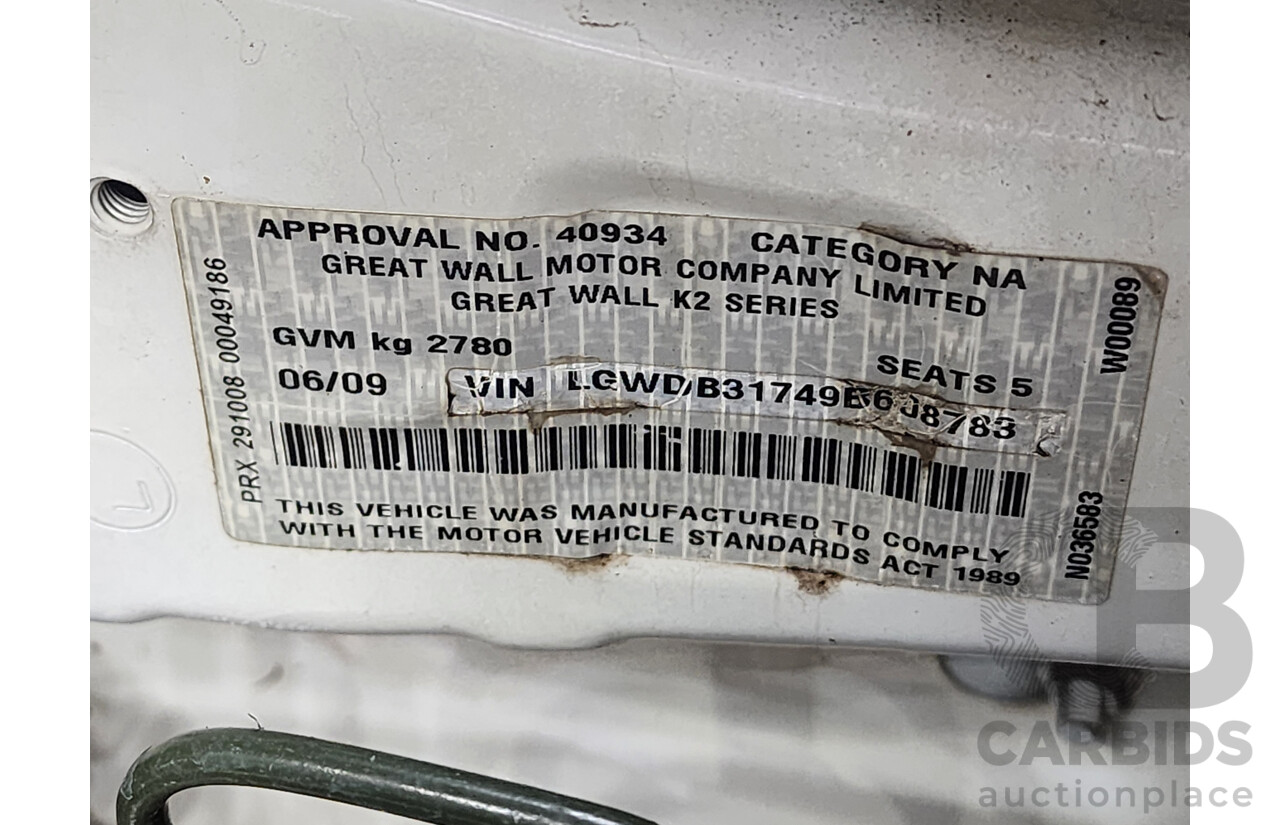 APPROVAL NO. 40934 CATEGORY NA
GREAT WALL MOTOR COMPANY LIMITED
GREAT WALL K2 SERIES
GVM kg 2780 SEATS 5
06/09 VIN LGWDB31749B608783
THIS VEHICLE WAS MANUFACTURED TO COMPLY
WITH THE MOTOR VEHICLE STANDARDS ACT 1989
PRX 291008 00049186
W00089
N036583
L
B
CARBIDS
auctionplace